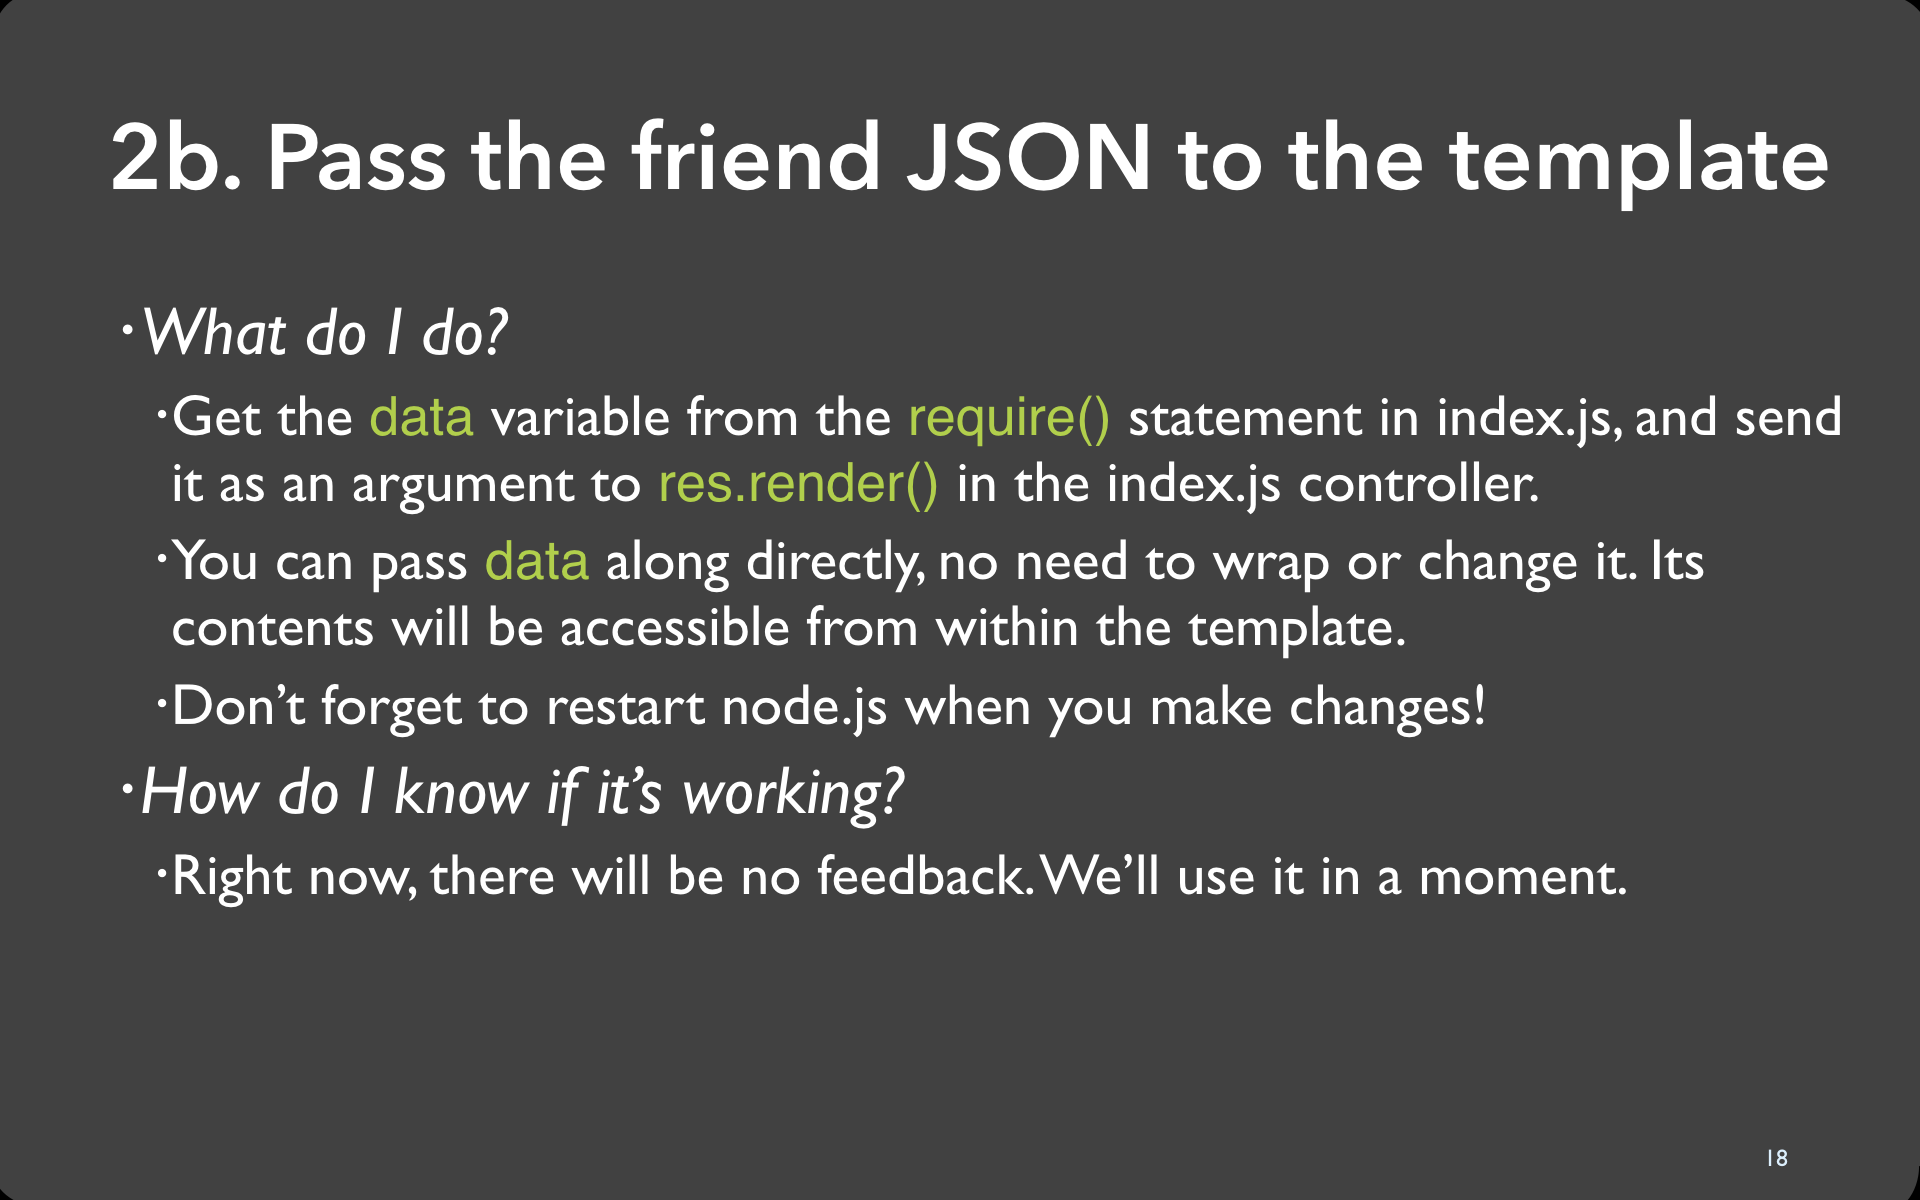 2b. Pass the friend JSON to the template
•What do I do?
•Get the data variable from the require() statement in index.js, and send
it as an argument to res.render() in the index.js controller.
•You can pass data along directly, no need to wrap or change it. Its
contents will be accessible from within the template.
•Don’t forget to restart node.js when you make changes!
•How do I know if it’s working?
•Right now, there will be no feedback. We’ll use it in a moment.
18